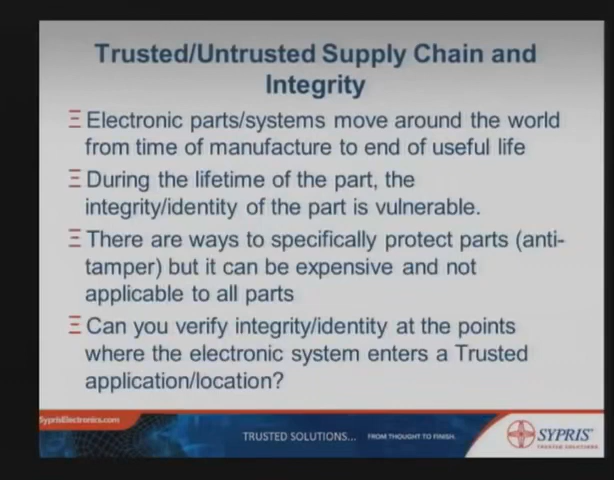 Trusted/Untrusted Supply Chain and
Integrity
Electronic parts/systems move around the world
from time of manufacture to end of useful life
During the lifetime of the part, the
integrity/identity of the part is vulnerable.
There are ways to specifically protect parts (anti-
tamper) but it can be expensive and not
applicable to all parts
Can you verify integrity/identity at the points
where the electronic system enters a Trusted
application/location?
SyprisElectronics.com
TRUSTED SOLUTIONS... FROM THOUGHT TO FINISH.
SYPRIS
TRUSTED SOLUTIONS